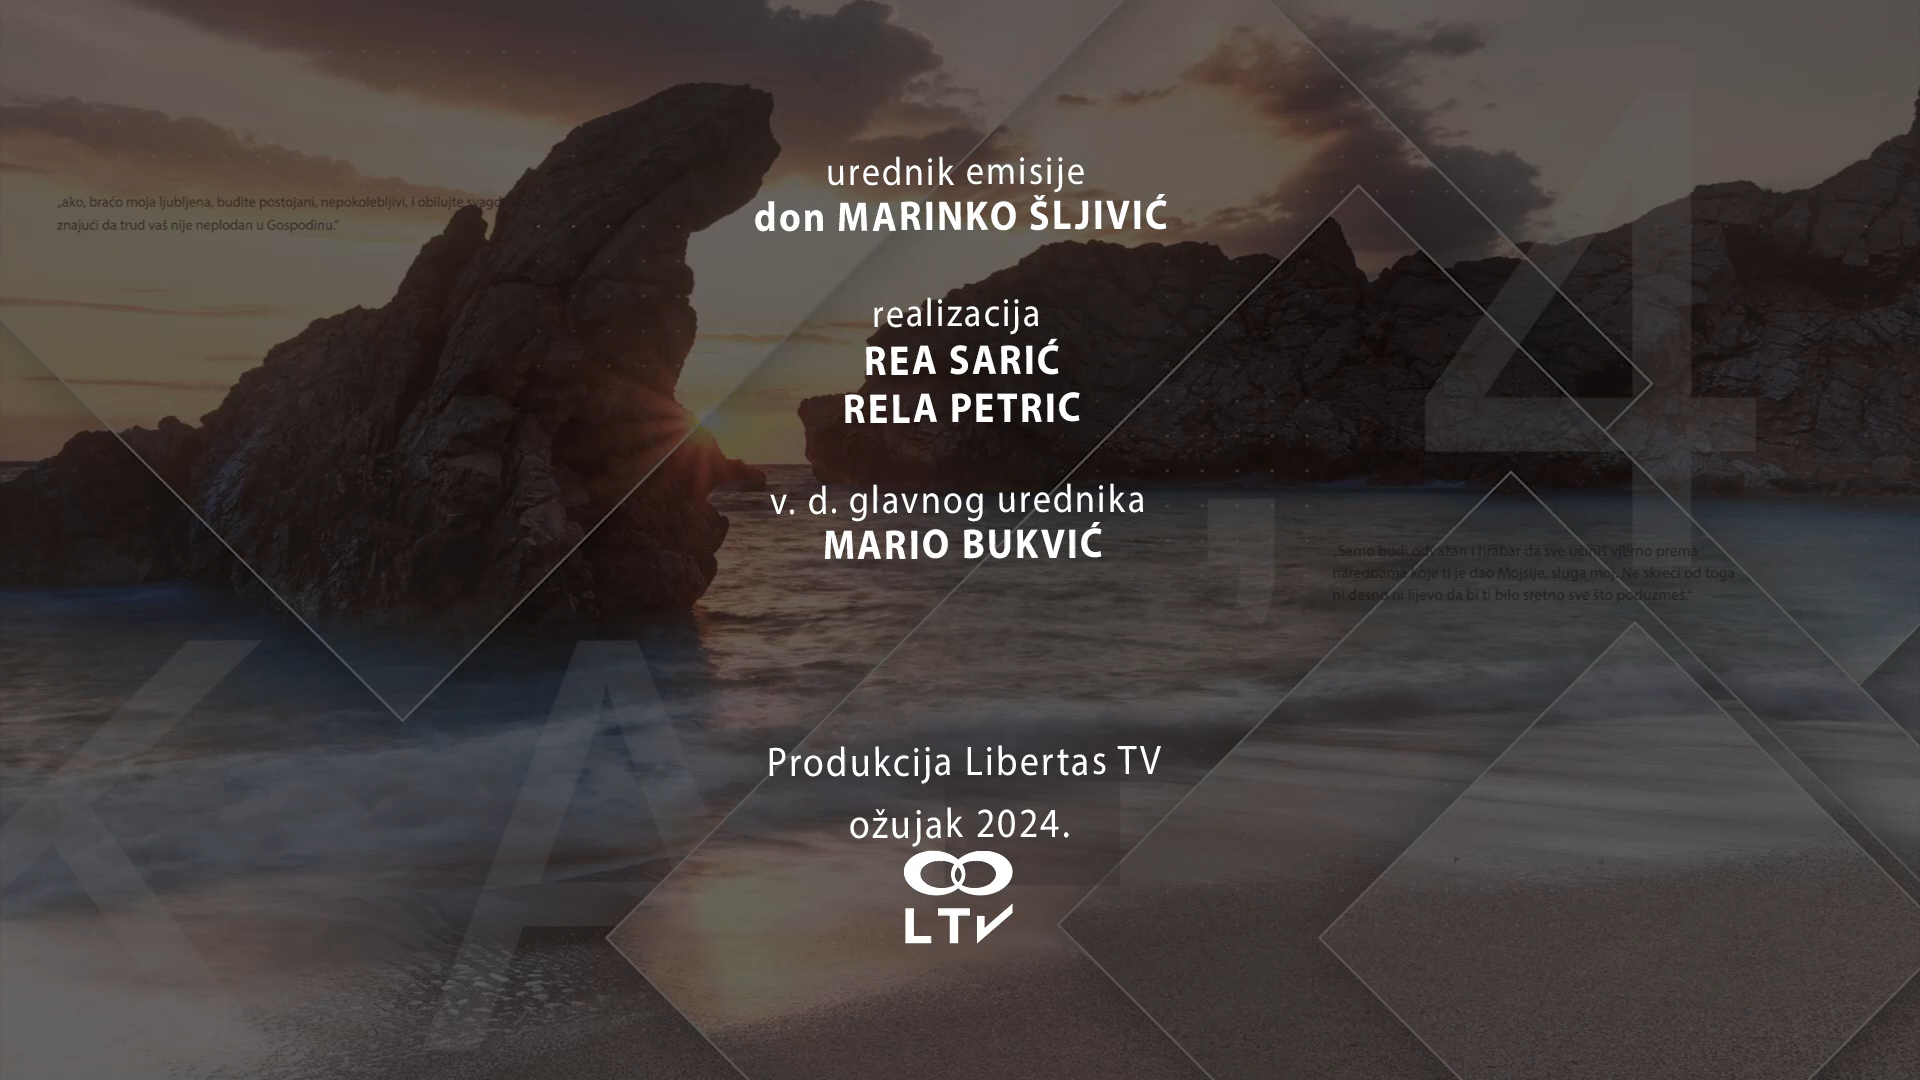 urednik emisije
don MARINKO ŠLJIVIĆ
„ako, braćo moja ljubljena, budite postojani, nepokolebljivi, i obilujte
znajući da trud vaš nije neplodan u Gospodinu.“
realizacija
REA SARIĆ
RELA PETRIC
v. d. glavnog urednika
MARIO BUKVIĆ
„Samo budi odvažan i hrabar da sve učiniš vjerno prema
naredbama koje ti je dao Mojsije, sluga moj. Ne skreći od toga
ni desno ni lijevo da bi ti bilo sretno sve što poduzmeš.“
, 4
K A
Produkcija Libertas TV
ožujak 2024.
LTV